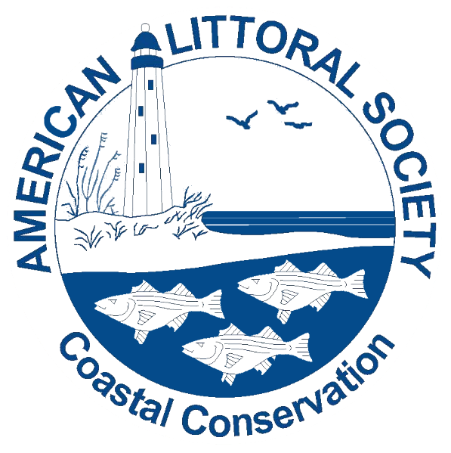 AMERICAN LITTORAL SOCIETY
Coastal Conservation